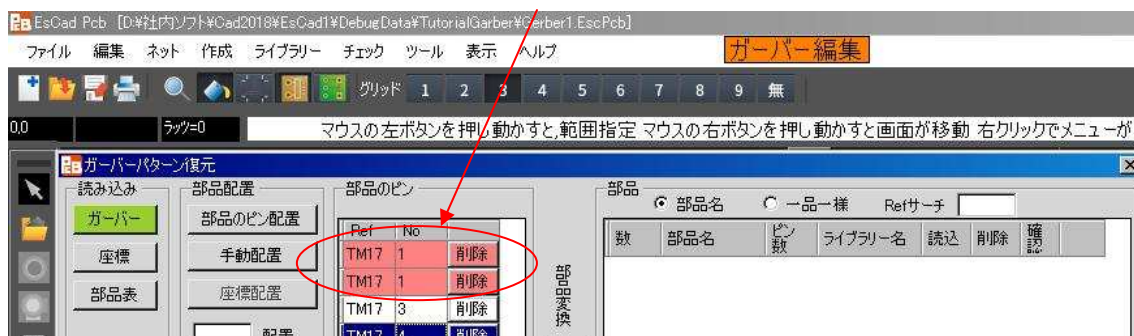 EsCad Pcb [D:¥社内ソフト¥Cad2018¥EsCad1¥DebugData¥TutorialGarber¥Gerber1.EscPcb]
ファイル 編集 ネット 作成 ライブラリー チェック ツール 表示 ヘルプ ガーバー編集
グリッド 1 2 3 4 5 6 7 8 9 無
0,0 ラッツ=0 マウスの左ボタンを押し動かすと,範囲指定 マウスの右ボタンを押し動かすと画面が移動 右クリックでメニューが
ガーバーパターン復元
読み込み 部品配置 部品のピン 部品
部品名 一品一様 Refサーチ
ガーバー 部品のピン配置
Ref No
数 部品名 ピン数 ライブラリー名 読込 削除 確認
座標 手動配置 TM17 1 削除
TM17 1 削除
部品表 座標配置
部品変換
TM17 3 削除
配置 TM17 4 削除